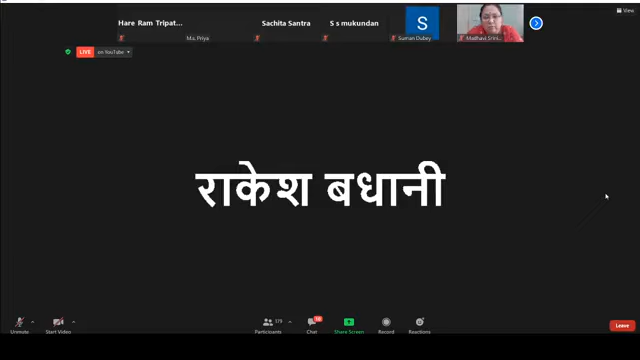 View
Hare Ram Tripat...
Sachita Santra
S s mukundan
S
Ms. Priya
Suman Dubey
Madhavi Srini...
LIVE on YouTube
राकेश बधानी
Unmute
Start Video
Participants
179
Chat
Share Screen
Record
Reactions
Leave